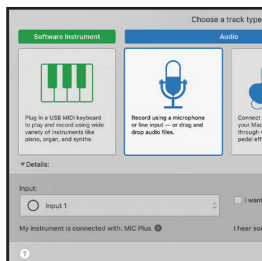 Choose a track type
Software Instrument
Audio
Plug in a USB MIDI keyboard
to play and record using wide
variety of instruments like
piano, organ, and synths.
Record using a microphone
or line input — or drag and
drop audio files.
Connect
your Mac
through
pedal eff
▼Details:
Input:
Input 1
I want
My instrument is connected with: MiC Plus
I hear sou
?